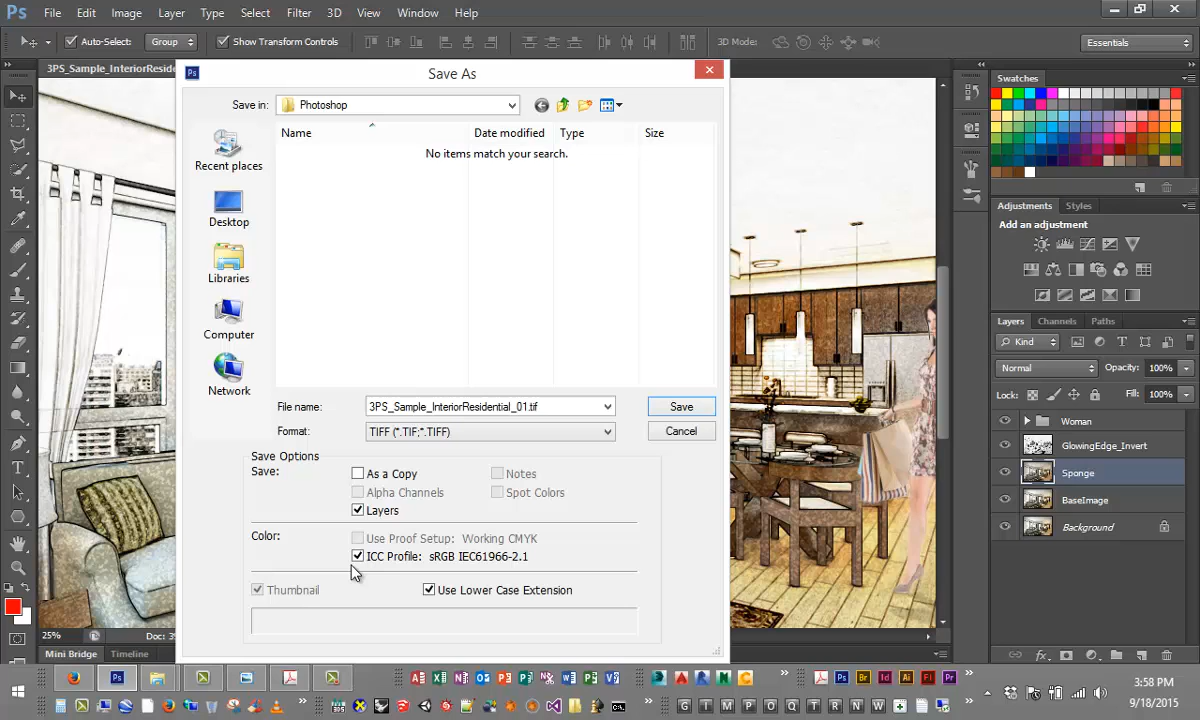 Ps File Edit Image Layer Type Select Filter 3D View Window Help
Auto-Select: Group Show Transform Controls 3D Mode: Essentials
3PS_Sample_InteriorReside
Save As
Save in: Photoshop
Name Date modified Type Size
No items match your search.
Recent places
Desktop
Libraries
Computer
Network
File name: 3PS_Sample_InteriorResidential_01.tif Save
Format: TIFF (*.TIF;*.TIFF) Cancel
Save Options
Save: As a Copy Notes
Alpha Channels Spot Colors
Layers
Color: Use Proof Setup: Working CMYK
ICC Profile: sRGB IEC61966-2.1
Thumbnail Use Lower Case Extension
Swatches
Adjustments Styles
Add an adjustment
Layers Channels Paths
Kind
Normal Opacity: 100%
Lock: Fill: 100%
Woman
GlowingEdge_Invert
Sponge
BaseImage
Background
25% Doc: 3
Mini Bridge Timeline
3:58 PM
9/18/2015